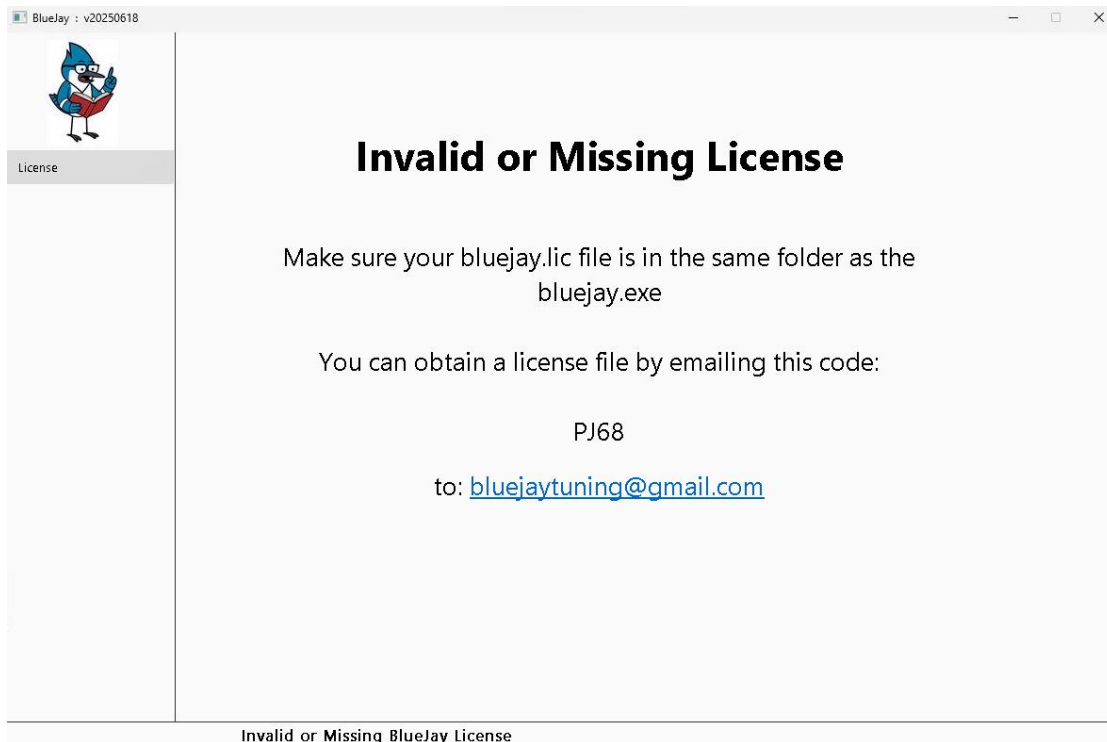 BlueJay : v20250618
License
Invalid or Missing License
Make sure your bluejay.lic file is in the same folder as the
bluejay.exe
You can obtain a license file by emailing this code:
PJ68
to: bluejaytuning@gmail.com
Invalid or Missing BlueJay License